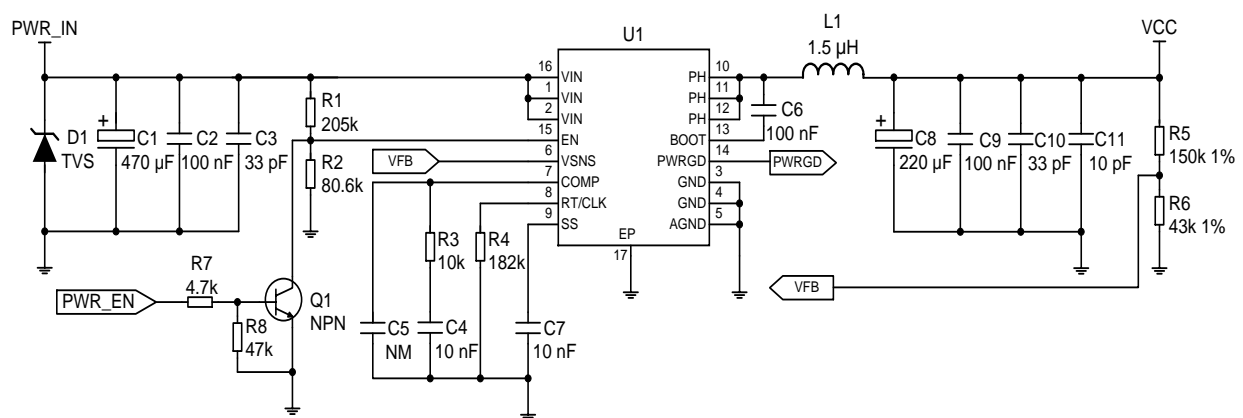 PWR_IN
D1
TVS
+
C1
470 µF
C2
100 nF
C3
33 pF
R1
205k
R2
80.6k
U1
16
VIN
1
VIN
2
VIN
15
EN
6
VSNS
7
COMP
8
RT/CLK
9
SS
EP
17
PH
10
PH
11
PH
12
BOOT
13
PWRGD
14
GND
3
GND
4
AGND
5
VFB
PWRGD
C6
100 nF
L1
1.5 µH
VCC
+
C8
220 µF
C9
100 nF
C10
33 pF
C11
10 pF
R5
150k 1%
R6
43k 1%
VFB
R3
10k
R4
182k
C5
NM
C4
10 nF
C7
10 nF
PWR_EN
R7
4.7k
R8
47k
Q1
NPN